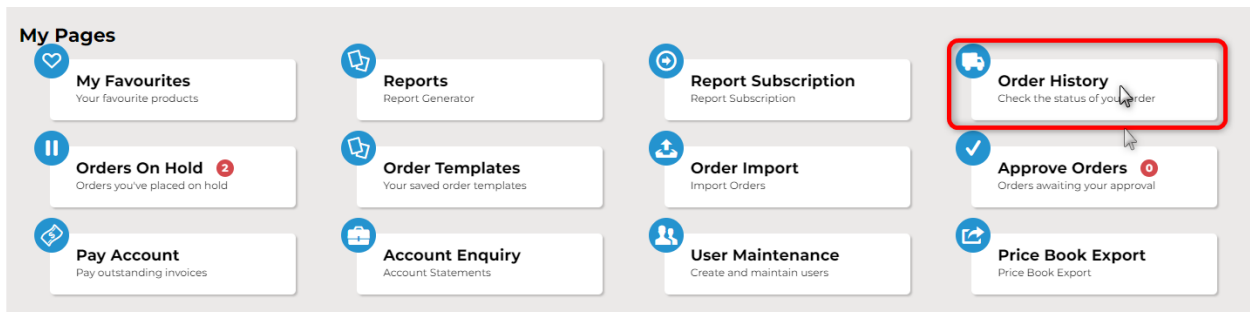 My Pages
My Favourites
Your favourite products
Reports
Report Generator
Report Subscription
Report Subscription
Order History
Check the status of your order
Orders On Hold 2
Orders you've placed on hold
Order Templates
Your saved order templates
Order Import
Import Orders
Approve Orders 0
Orders awaiting your approval
Pay Account
Pay outstanding invoices
Account Enquiry
Account Statements
User Maintenance
Create and maintain users
Price Book Export
Price Book Export